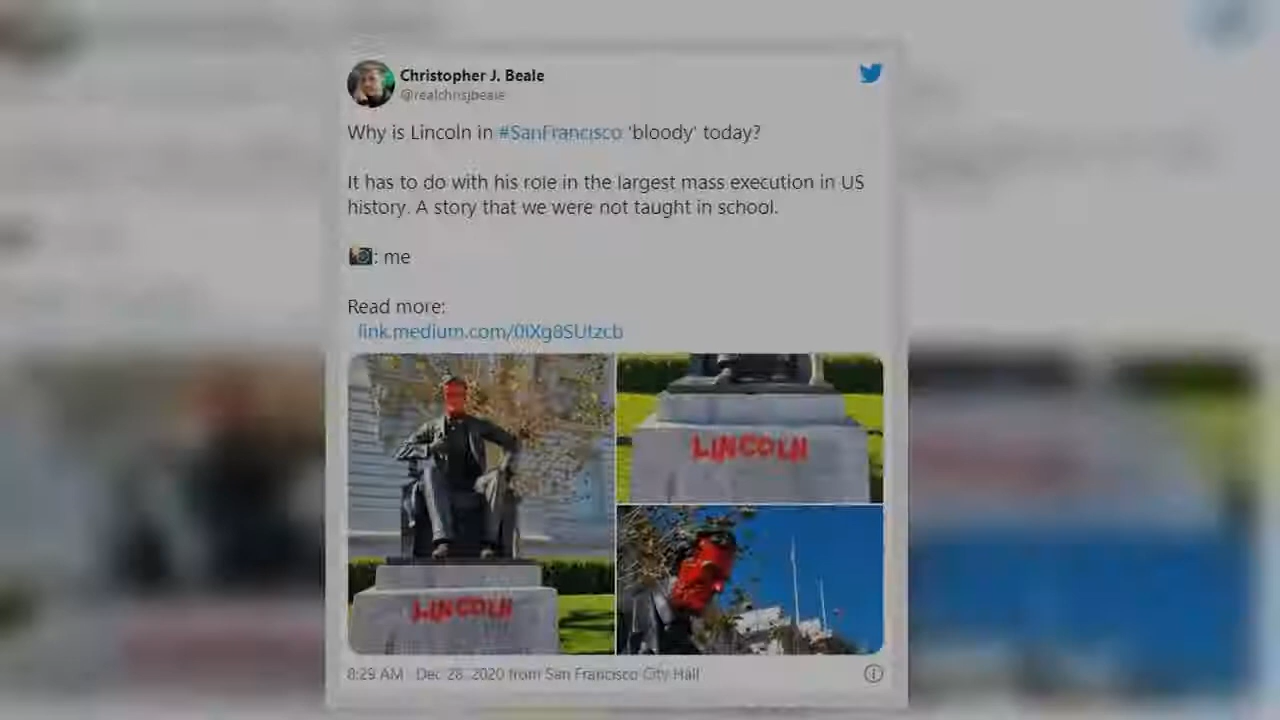 Christopher J. Beale
@realchrisjbeale
Why is Lincoln in #SanFrancisco 'bloody' today?
It has to do with his role in the largest mass execution in US
history. A story that we were not taught in school.
: me
Read more:
link.medium.com/0IXg8SUtzcb
LINCOLN
LINCOLN
8:29 AM · Dec 28, 2020 from San Francisco City Hall